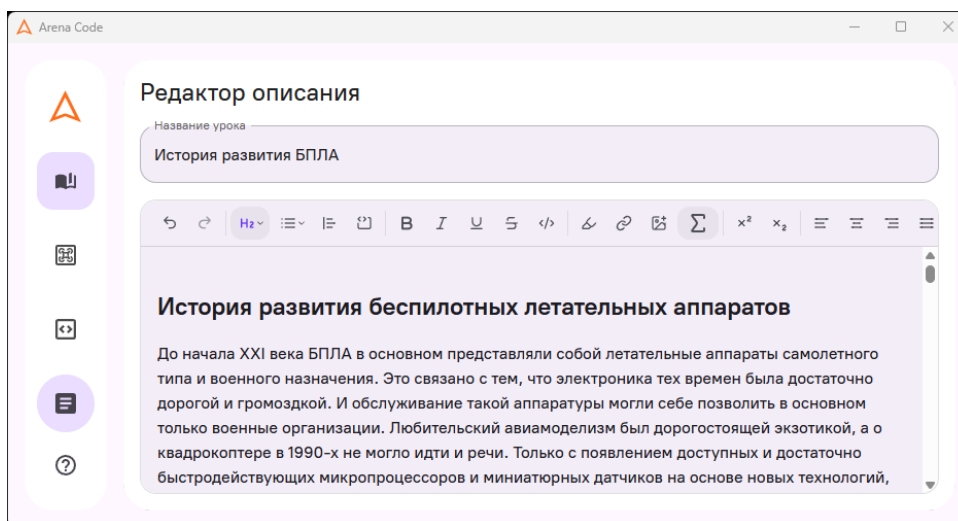 Arena Code
Редактор описания
Название урока
История развития БПЛА
H₂ B I U S </> Σ x² x₂
История развития беспилотных летательных аппаратов
До начала XXI века БПЛА в основном представляли собой летательные аппараты самолетного
типа и военного назначения. Это связано с тем, что электроника тех времен была достаточно
дорогой и громоздкой. И обслуживание такой аппаратуры могли себе позволить в основном
только военные организации. Любительский авиамоделизм был дорогостоящей экзотикой, а о
квадрокоптере в 1990-х не могло идти и речи. Только с появлением доступных и достаточно
быстродействующих микропроцессоров и миниатюрных датчиков на основе новых технологий,